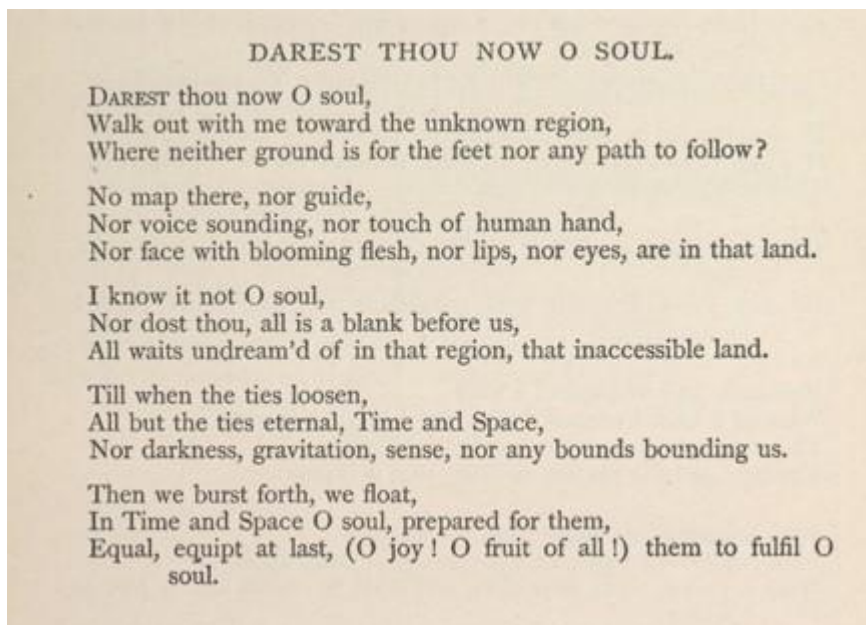 DAREST THOU NOW O SOUL.
DAREST thou now O soul,
Walk out with me toward the unknown region,
Where neither ground is for the feet nor any path to follow?
No map there, nor guide,
Nor voice sounding, nor touch of human hand,
Nor face with blooming flesh, nor lips, nor eyes, are in that land.
I know it not O soul,
Nor dost thou, all is a blank before us,
All waits undream'd of in that region, that inaccessible land.
Till when the ties loosen,
All but the ties eternal, Time and Space,
Nor darkness, gravitation, sense, nor any bounds bounding us.
Then we burst forth, we float,
In Time and Space O soul, prepared for them,
Equal, equipt at last, (O joy! O fruit of all!) them to fulfil O
soul.